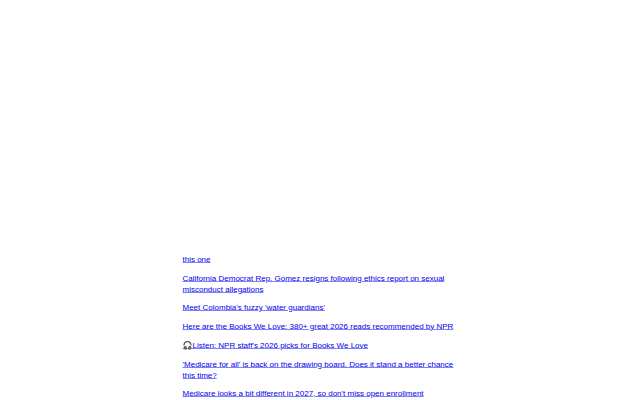 this one
California Democrat Rep. Gomez resigns following ethics report on sexual
misconduct allegations
Meet Colombia's fuzzy 'water guardians'
Here are the Books We Love: 380+ great 2026 reads recommended by NPR
🎧Listen: NPR staff's 2026 picks for Books We Love
'Medicare for all' is back on the drawing board. Does it stand a better chance
this time?
Medicare looks a bit different in 2027, so don't miss open enrollment